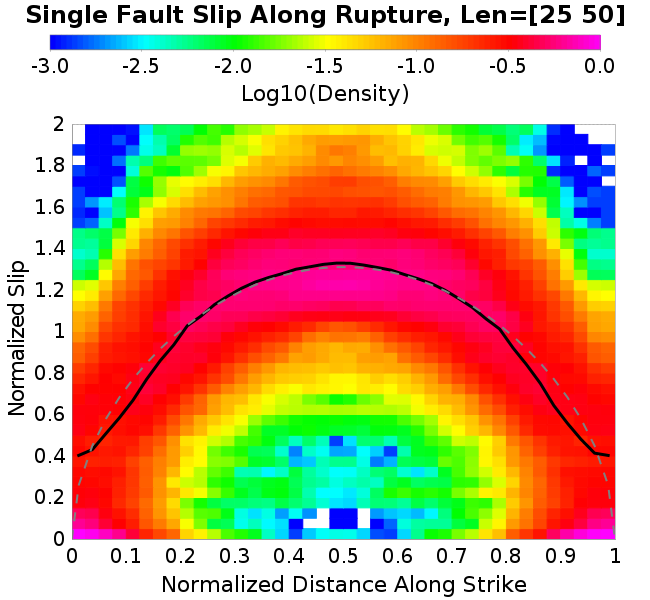 Single Fault Slip Along Rupture, Len=[25 50]
-3.0 -2.5 -2.0 -1.5 -1.0 -0.5 0.0
Log10(Density)
2
1.8
1.6
1.4
1.2
1
0.8
0.6
0.4
0.2
0
Normalized Slip
0 0.1 0.2 0.3 0.4 0.5 0.6 0.7 0.8 0.9 1
Normalized Distance Along Strike